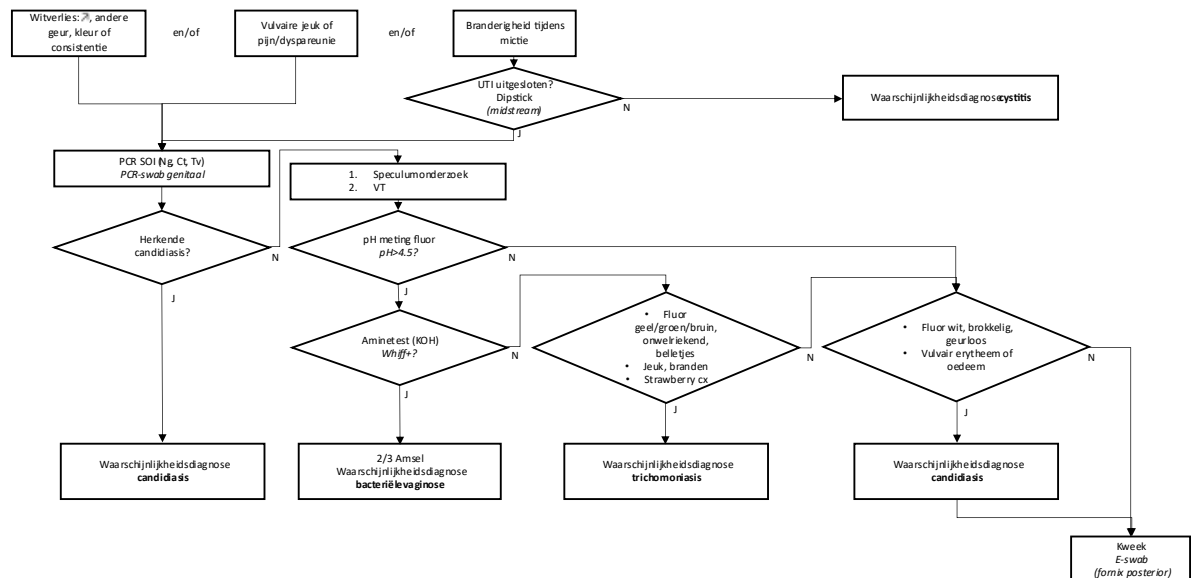 Witverlies: ↗, andere
geur, kleur of
consistentie
en/of
Vulvaire jeuk of
pijn/dyspareunie
en/of
Branderigheid tijdens
mictie
UTI uitgesloten?
Dipstick
(midstream)
N
J
Waarschijnlijkheidsdiagnose cystitis
PCR SOI (Ng, Ct, Tv)
PCR-swab genitaal
1. Speculumonderzoek
2. VT
Herkende
candidiasis?
N
J
pH meting fluor
pH>4.5?
N
J
Aminetest (KOH)
Whiff+?
N
J
• Fluor
geel/groen/bruin,
onwelriekend,
belletjes
• Jeuk, branden
• Strawberry cx
N
J
• Fluor wit, brokkelig,
geurloos
• Vulvair erytheem of
oedeem
N
J
Waarschijnlijkheidsdiagnose
candidiasis
2/3 Amsel
Waarschijnlijkheidsdiagnose
bacteriële vaginose
Waarschijnlijkheidsdiagnose
trichomoniasis
Waarschijnlijkheidsdiagnose
candidiasis
Kweek
E-swab
(fornix posterior)